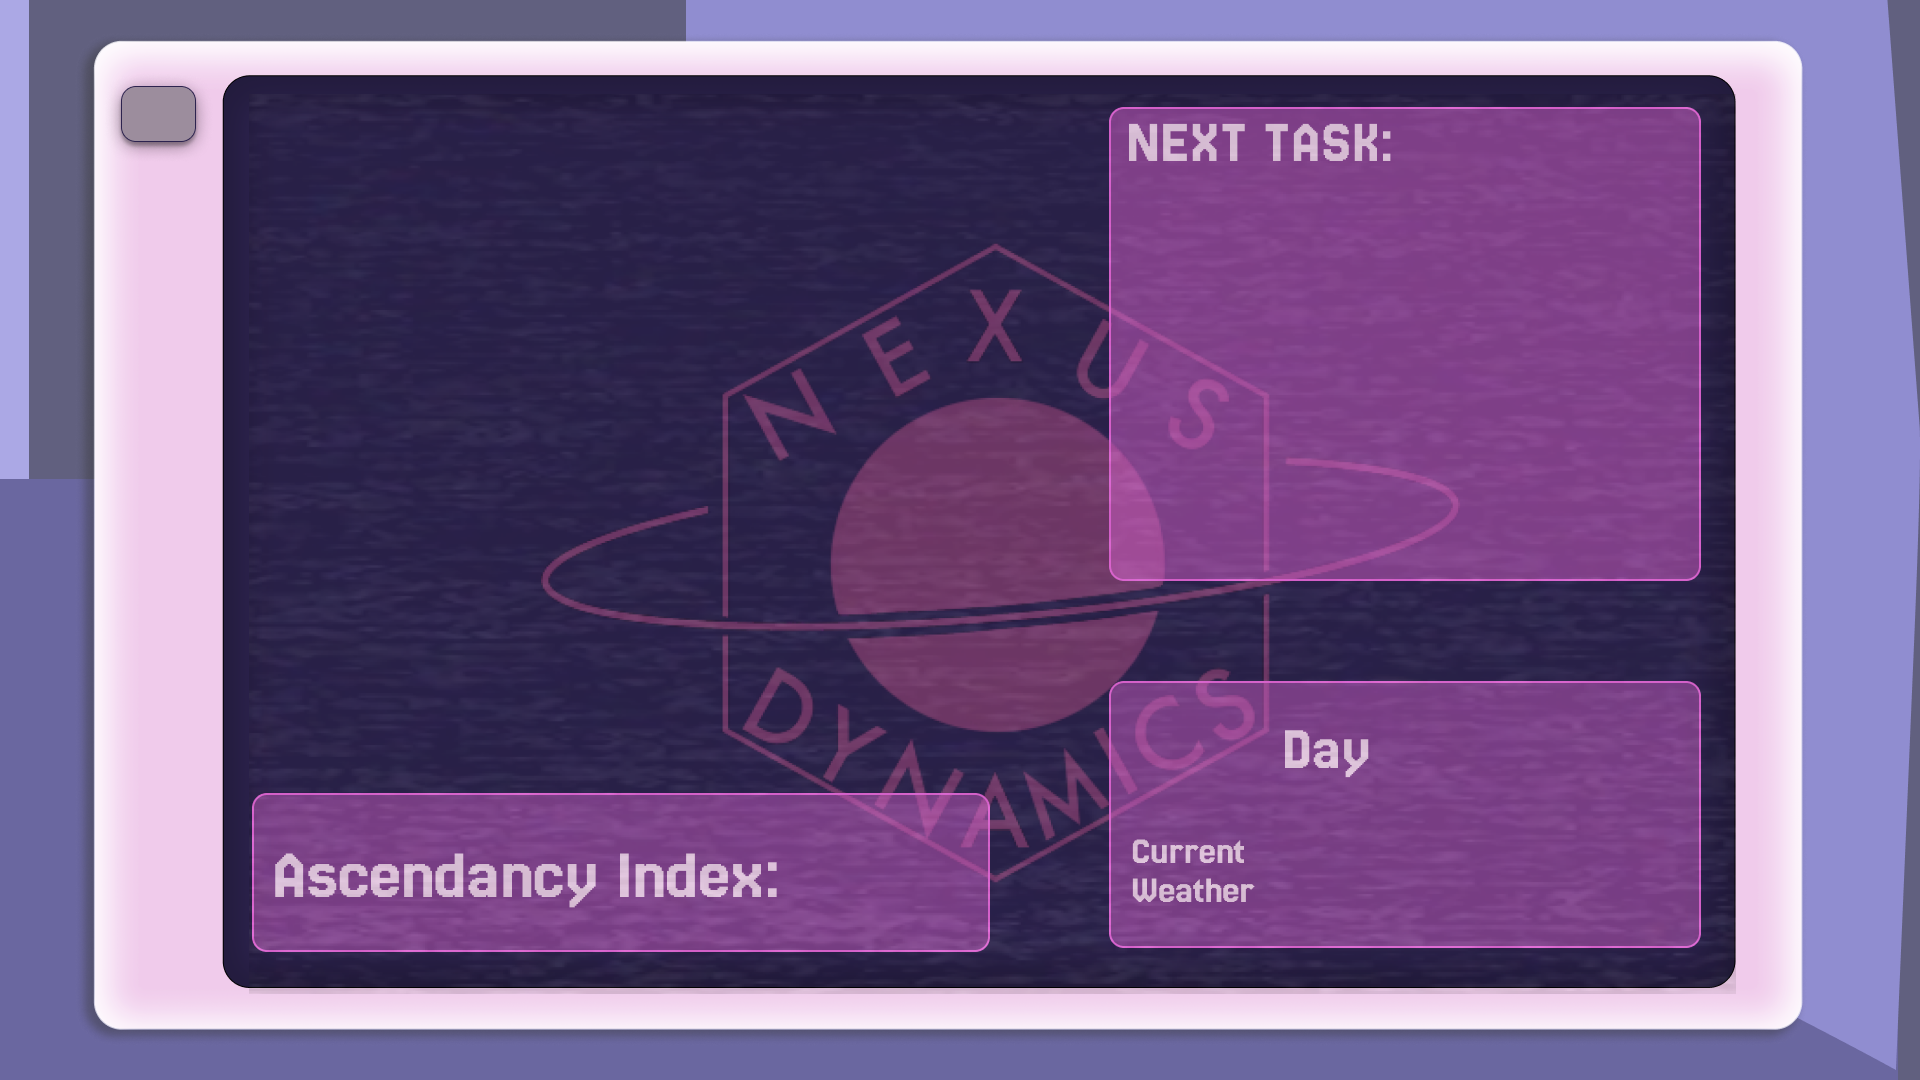 NEXT TASK:
NEXUS
DYNAMICS
Day
Current
Weather
Ascendancy Index: